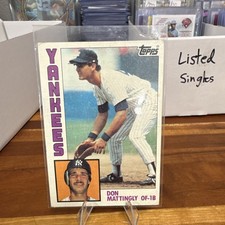 Topps
YANKEES
DON
MATTINGLY OF-1B
Listed
Singles